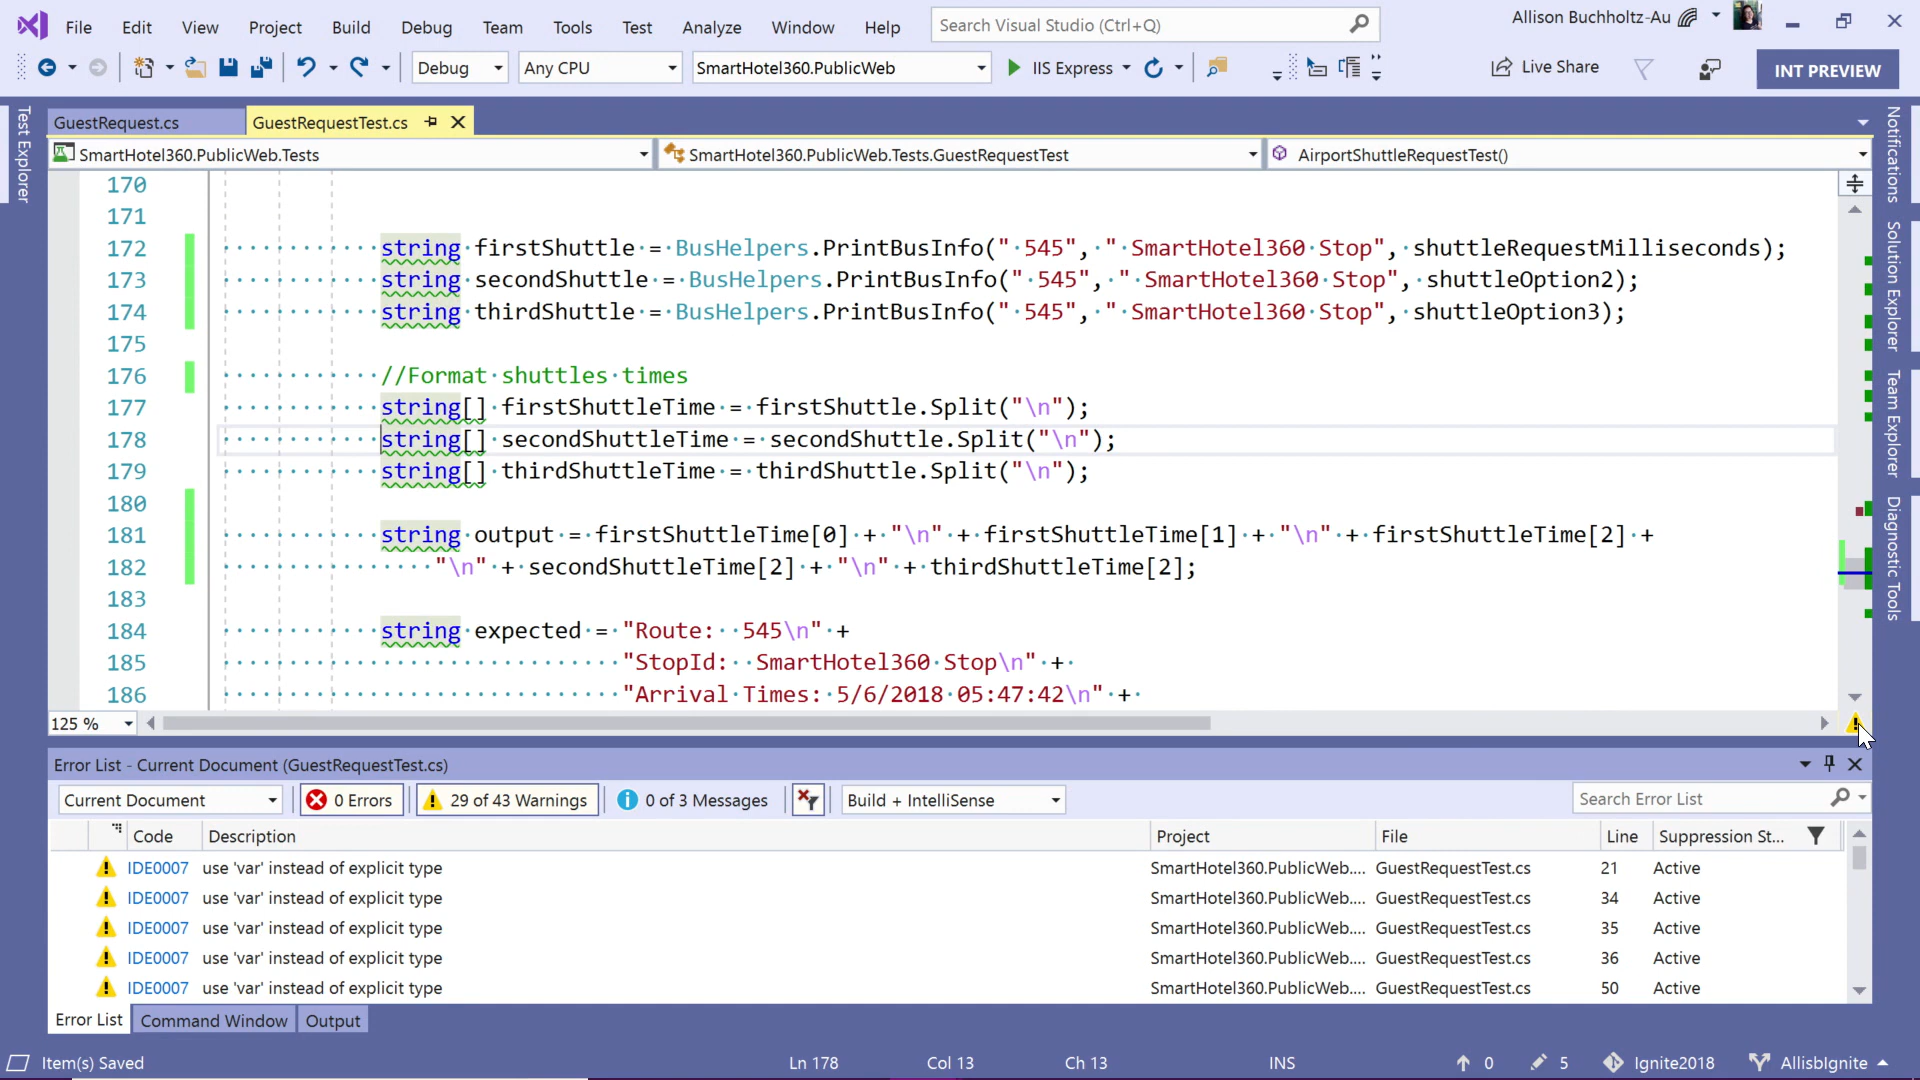 File Edit View Project Build Debug Team Tools Test Analyze Window Help Search Visual Studio (Ctrl+Q) Allison Buchholtz-Au
Debug Any CPU SmartHotel360.PublicWeb IIS Express Live Share INT PREVIEW
Test Explorer
GuestRequest.cs GuestRequestTest.cs
SmartHotel360.PublicWeb.Tests SmartHotel360.PublicWeb.Tests.GuestRequestTest AirportShuttleRequestTest()
170
171
172 string firstShuttle = BusHelpers.PrintBusInfo(" 545", " SmartHotel360 Stop", shuttleRequestMilliseconds);
173 string secondShuttle = BusHelpers.PrintBusInfo(" 545", " SmartHotel360 Stop", shuttleOption2);
174 string thirdShuttle = BusHelpers.PrintBusInfo(" 545", " SmartHotel360 Stop", shuttleOption3);
175
176 //Format shuttles times
177 string[] firstShuttleTime = firstShuttle.Split("\n");
178 string[] secondShuttleTime = secondShuttle.Split("\n");
179 string[] thirdShuttleTime = thirdShuttle.Split("\n");
180
181 string output = firstShuttleTime[0] + "\n" + firstShuttleTime[1] + "\n" + firstShuttleTime[2] +
182 "\n" + secondShuttleTime[2] + "\n" + thirdShuttleTime[2];
183
184 string expected = "Route:  545\n" +
185 "StopId:  SmartHotel360 Stop\n" +
186 "Arrival Times: 5/6/2018 05:47:42\n" +
125 %
Notifications
Solution Explorer
Team Explorer
Diagnostic Tools
Error List - Current Document (GuestRequestTest.cs)
Current Document 0 Errors 29 of 43 Warnings 0 of 3 Messages Build + IntelliSense Search Error List
Code Description Project File Line Suppression St...
IDE0007 use 'var' instead of explicit type SmartHotel360.PublicWeb.... GuestRequestTest.cs 21 Active
IDE0007 use 'var' instead of explicit type SmartHotel360.PublicWeb.... GuestRequestTest.cs 34 Active
IDE0007 use 'var' instead of explicit type SmartHotel360.PublicWeb.... GuestRequestTest.cs 35 Active
IDE0007 use 'var' instead of explicit type SmartHotel360.PublicWeb.... GuestRequestTest.cs 36 Active
IDE0007 use 'var' instead of explicit type SmartHotel360.PublicWeb.... GuestRequestTest.cs 50 Active
Error List Command Window Output
Item(s) Saved Ln 178 Col 13 Ch 13 INS 0 5 Ignite2018 AllisbIgnite